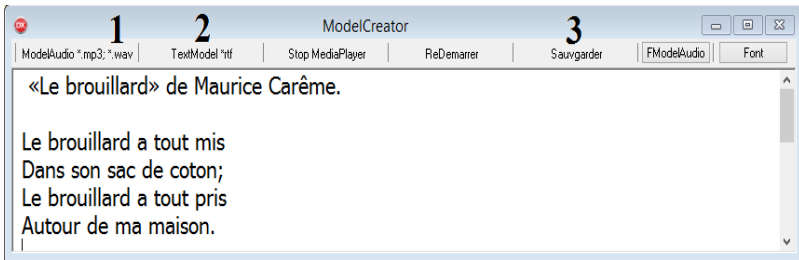 1 2 3
DX ModelCreator
ModelAudio *.mp3; *.wav TextModel *rtf Stop MediaPlayer ReDemarrer Sauvgarder FModelAudio Font
«Le brouillard» de Maurice Carême.
Le brouillard a tout mis
Dans son sac de coton;
Le brouillard a tout pris
Autour de ma maison.